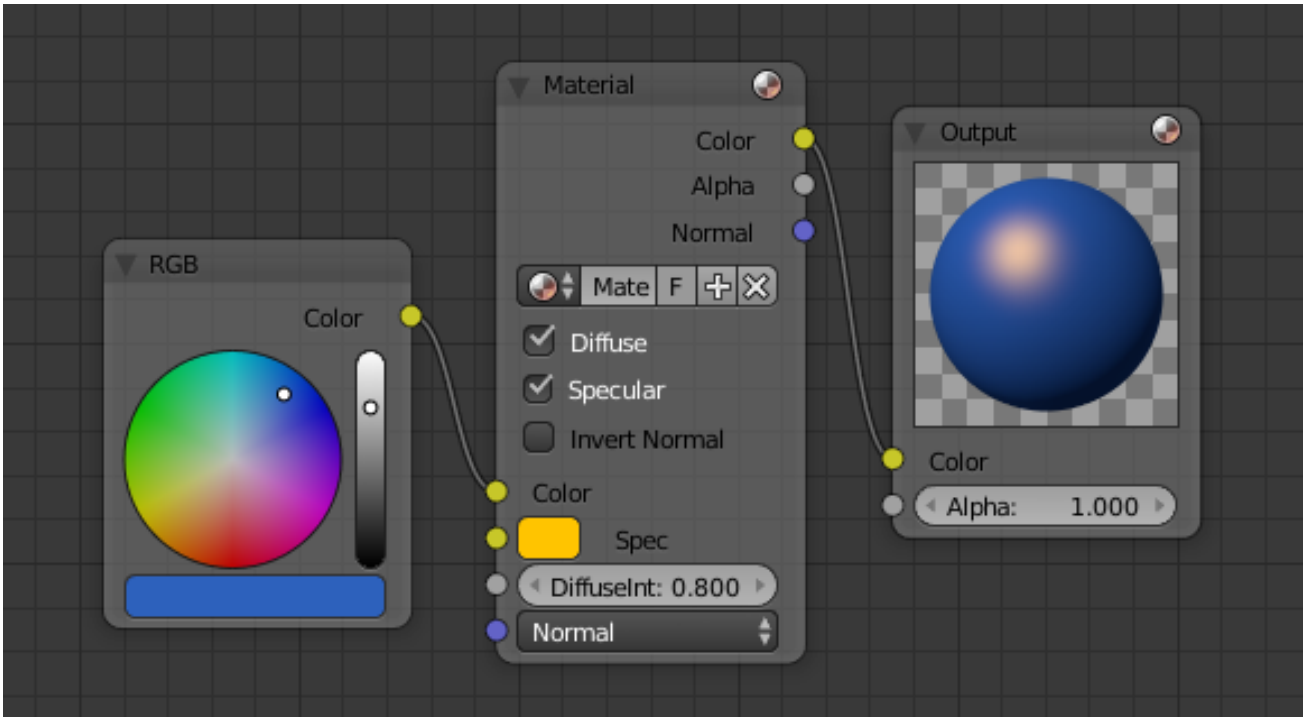 RGB
Color
Material
Color
Alpha
Normal
Mate F
Diffuse
Specular
Invert Normal
Color
Spec
DiffuseInt: 0.800
Normal
Output
Color
Alpha: 1.000